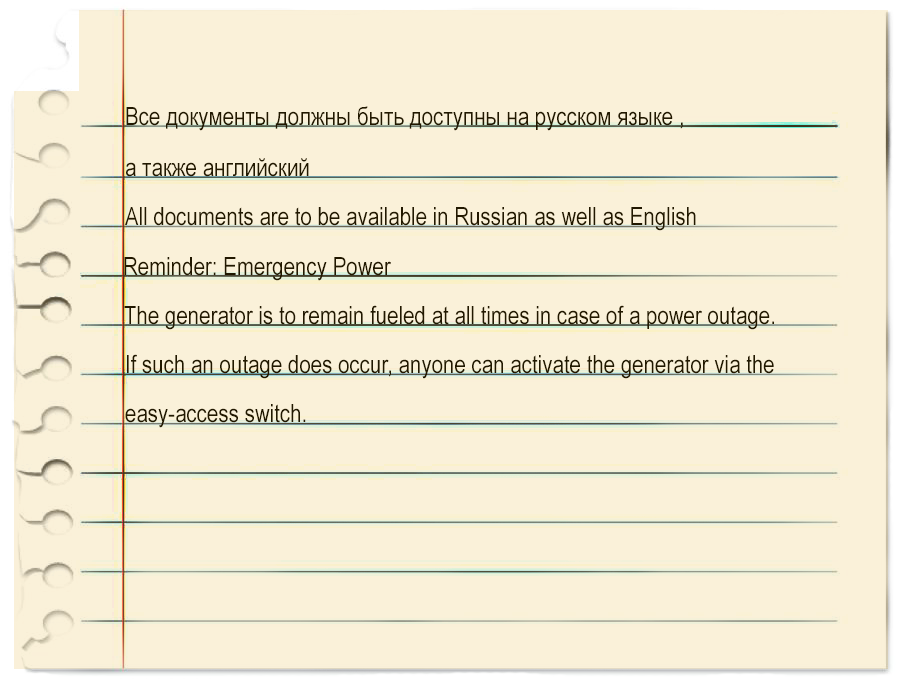 Все документы должны быть доступны на русском языке ,
а также английский
All documents are to be available in Russian as well as English
Reminder: Emergency Power
The generator is to remain fueled at all times in case of a power outage.
If such an outage does occur, anyone can activate the generator via the
easy-access switch.